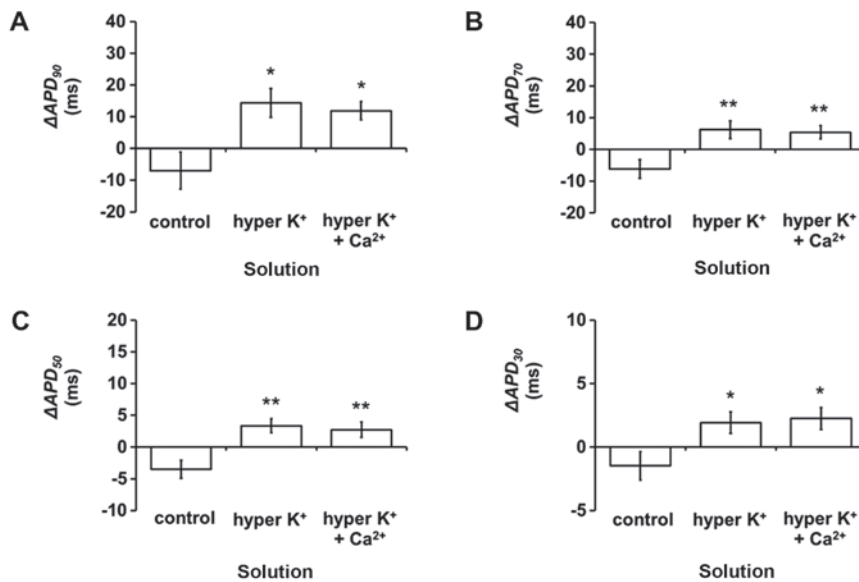 A
ΔAPD90
(ms)
40
30
20
10
0
-10
-20
*
*
control
hyper K⁺
hyper K⁺
+ Ca²⁺
Solution
B
ΔAPD70
(ms)
40
30
20
10
0
-10
-20
**
**
control
hyper K⁺
hyper K⁺
+ Ca²⁺
Solution
C
ΔAPD50
(ms)
20
15
10
5
0
-5
-10
**
**
control
hyper K⁺
hyper K⁺
+ Ca²⁺
Solution
D
ΔAPD30
(ms)
10
5
0
-5
*
*
control
hyper K⁺
hyper K⁺
+ Ca²⁺
Solution